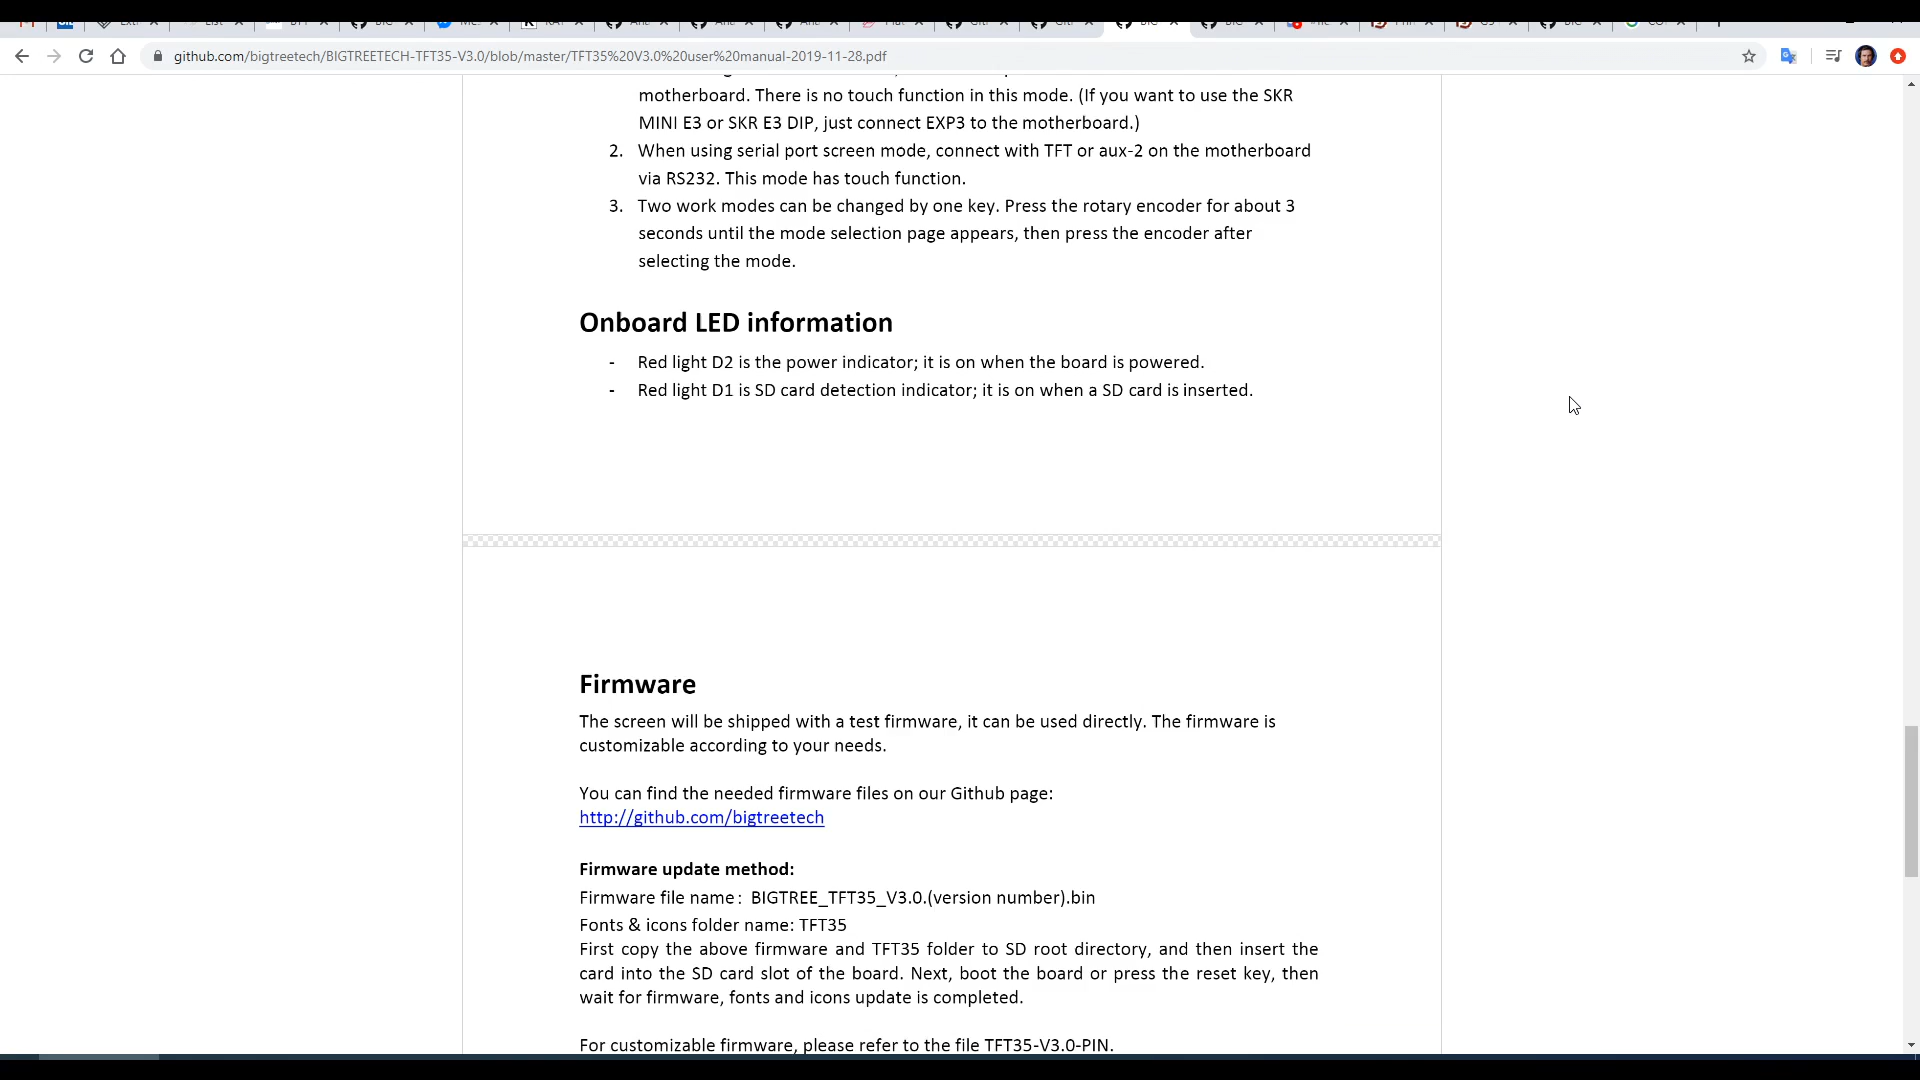 github.com/bigtreetech/BIGTREETECH-TFT35-V3.0/blob/master/TFT35%20V3.0%20user%20manual-2019-11-28.pdf
motherboard. There is no touch function in this mode. (If you want to use the SKR
MINI E3 or SKR E3 DIP, just connect EXP3 to the motherboard.)
2. When using serial port screen mode, connect with TFT or aux-2 on the motherboard
via RS232. This mode has touch function.
3. Two work modes can be changed by one key. Press the rotary encoder for about 3
seconds until the mode selection page appears, then press the encoder after
selecting the mode.
Onboard LED information
- Red light D2 is the power indicator; it is on when the board is powered.
- Red light D1 is SD card detection indicator; it is on when a SD card is inserted.
Firmware
The screen will be shipped with a test firmware, it can be used directly. The firmware is
customizable according to your needs.
You can find the needed firmware files on our Github page:
http://github.com/bigtreetech
Firmware update method:
Firmware file name: BIGTREE_TFT35_V3.0.(version number).bin
Fonts & icons folder name: TFT35
First copy the above firmware and TFT35 folder to SD root directory, and then insert the
card into the SD card slot of the board. Next, boot the board or press the reset key, then
wait for firmware, fonts and icons update is completed.
For customizable firmware, please refer to the file TFT35-V3.0-PIN.